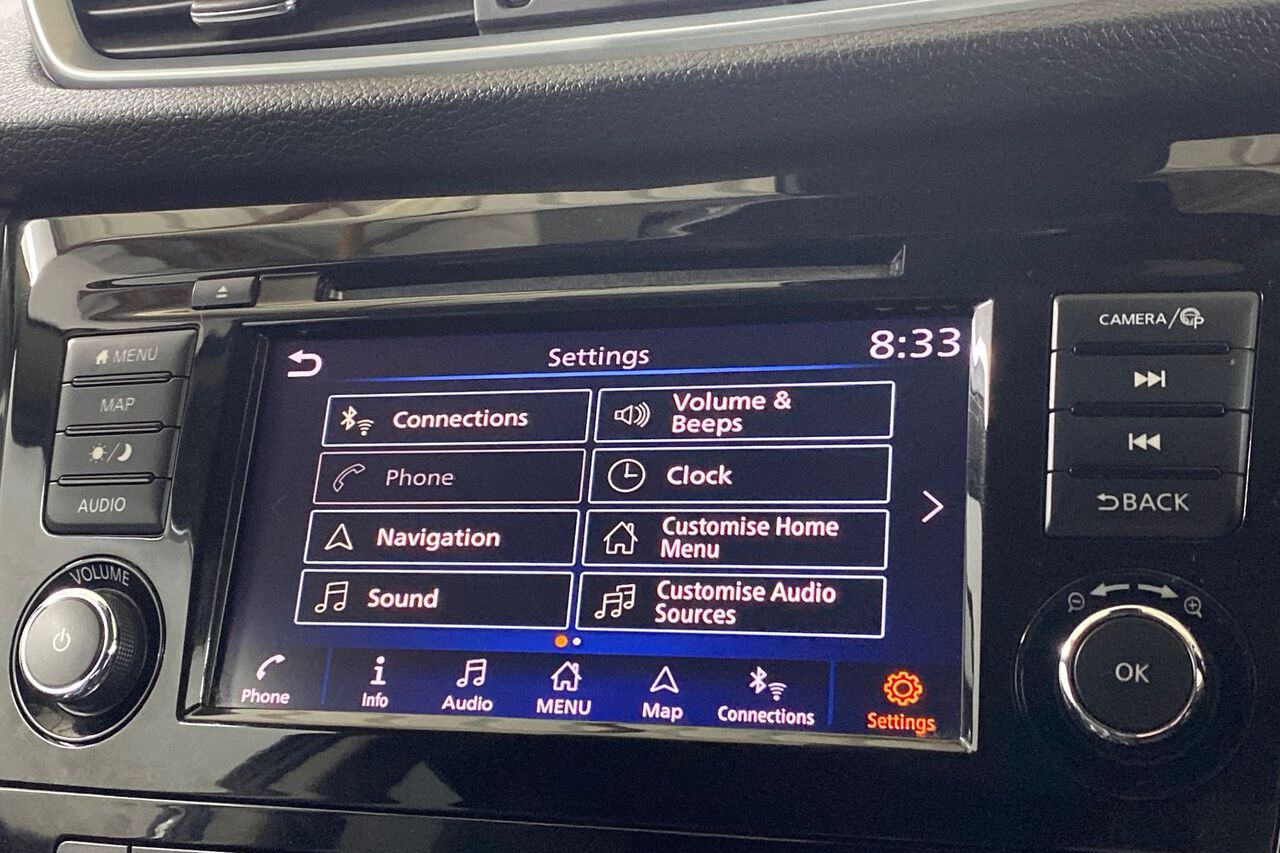 MENU
MAP
AUDIO
VOLUME
Settings
8:33
Connections
Volume &
Beeps
Phone
Clock
Navigation
Customise Home
Menu
Sound
Customise Audio
Sources
Phone
Info
Audio
MENU
Map
Connections
Settings
CAMERA/
BACK
OK